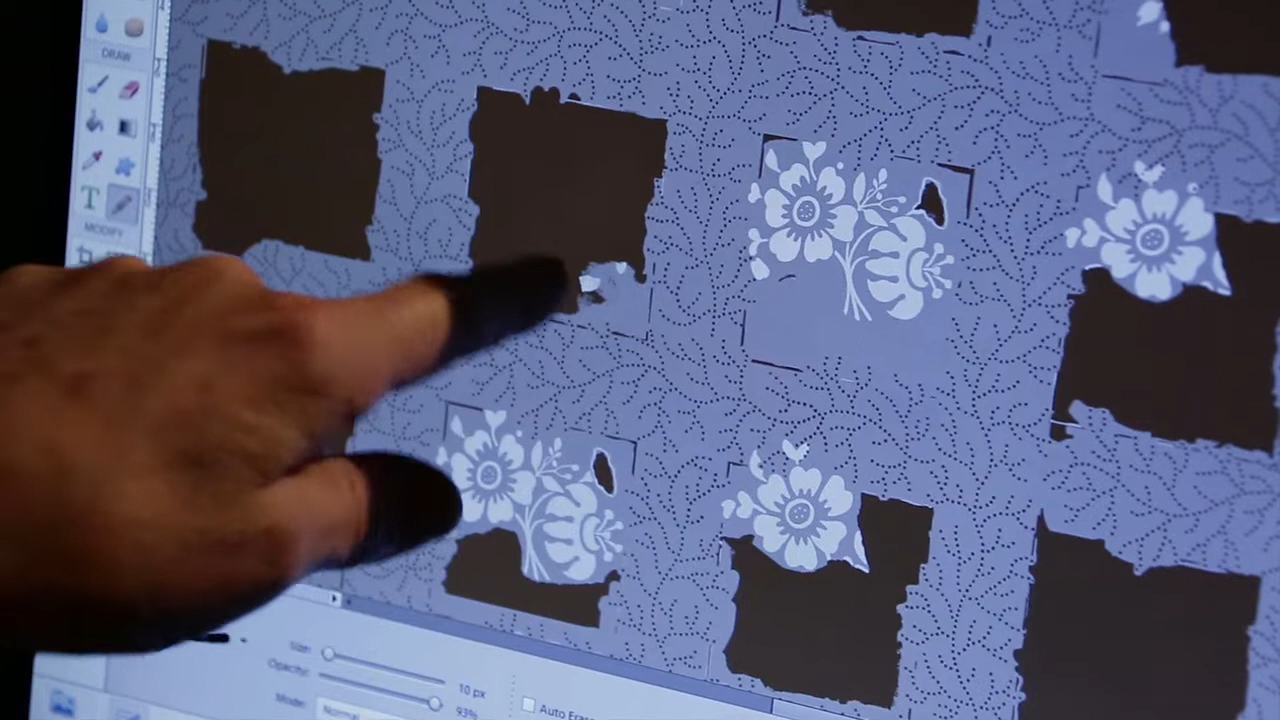 DRAW
T
MODIFY
Size:
10 px
Opacity:
93%
Mode:
Normal
Auto Erase